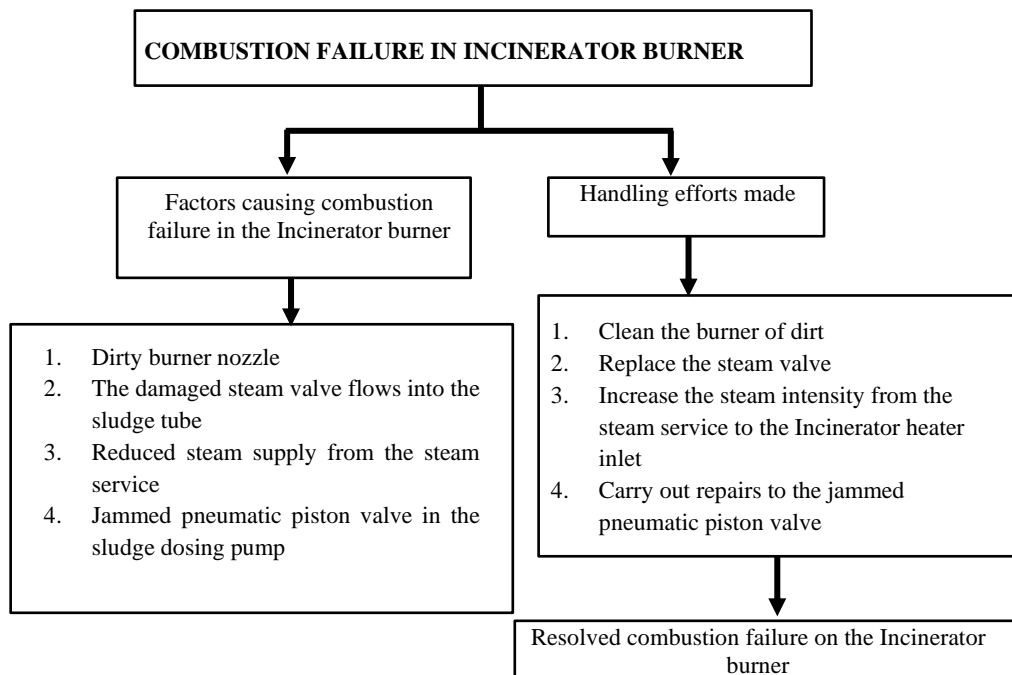 COMBUSTION FAILURE IN INCINERATOR BURNER
Factors causing combustion
failure in the Incinerator burner
Handling efforts made
1. Dirty burner nozzle
2. The damaged steam valve flows into the
sludge tube
3. Reduced steam supply from the steam
service
4. Jammed pneumatic piston valve in the
sludge dosing pump
1. Clean the burner of dirt
2. Replace the steam valve
3. Increase the steam intensity from the
steam service to the Incinerator heater
inlet
4. Carry out repairs to the jammed
pneumatic piston valve
Resolved combustion failure on the Incinerator
burner